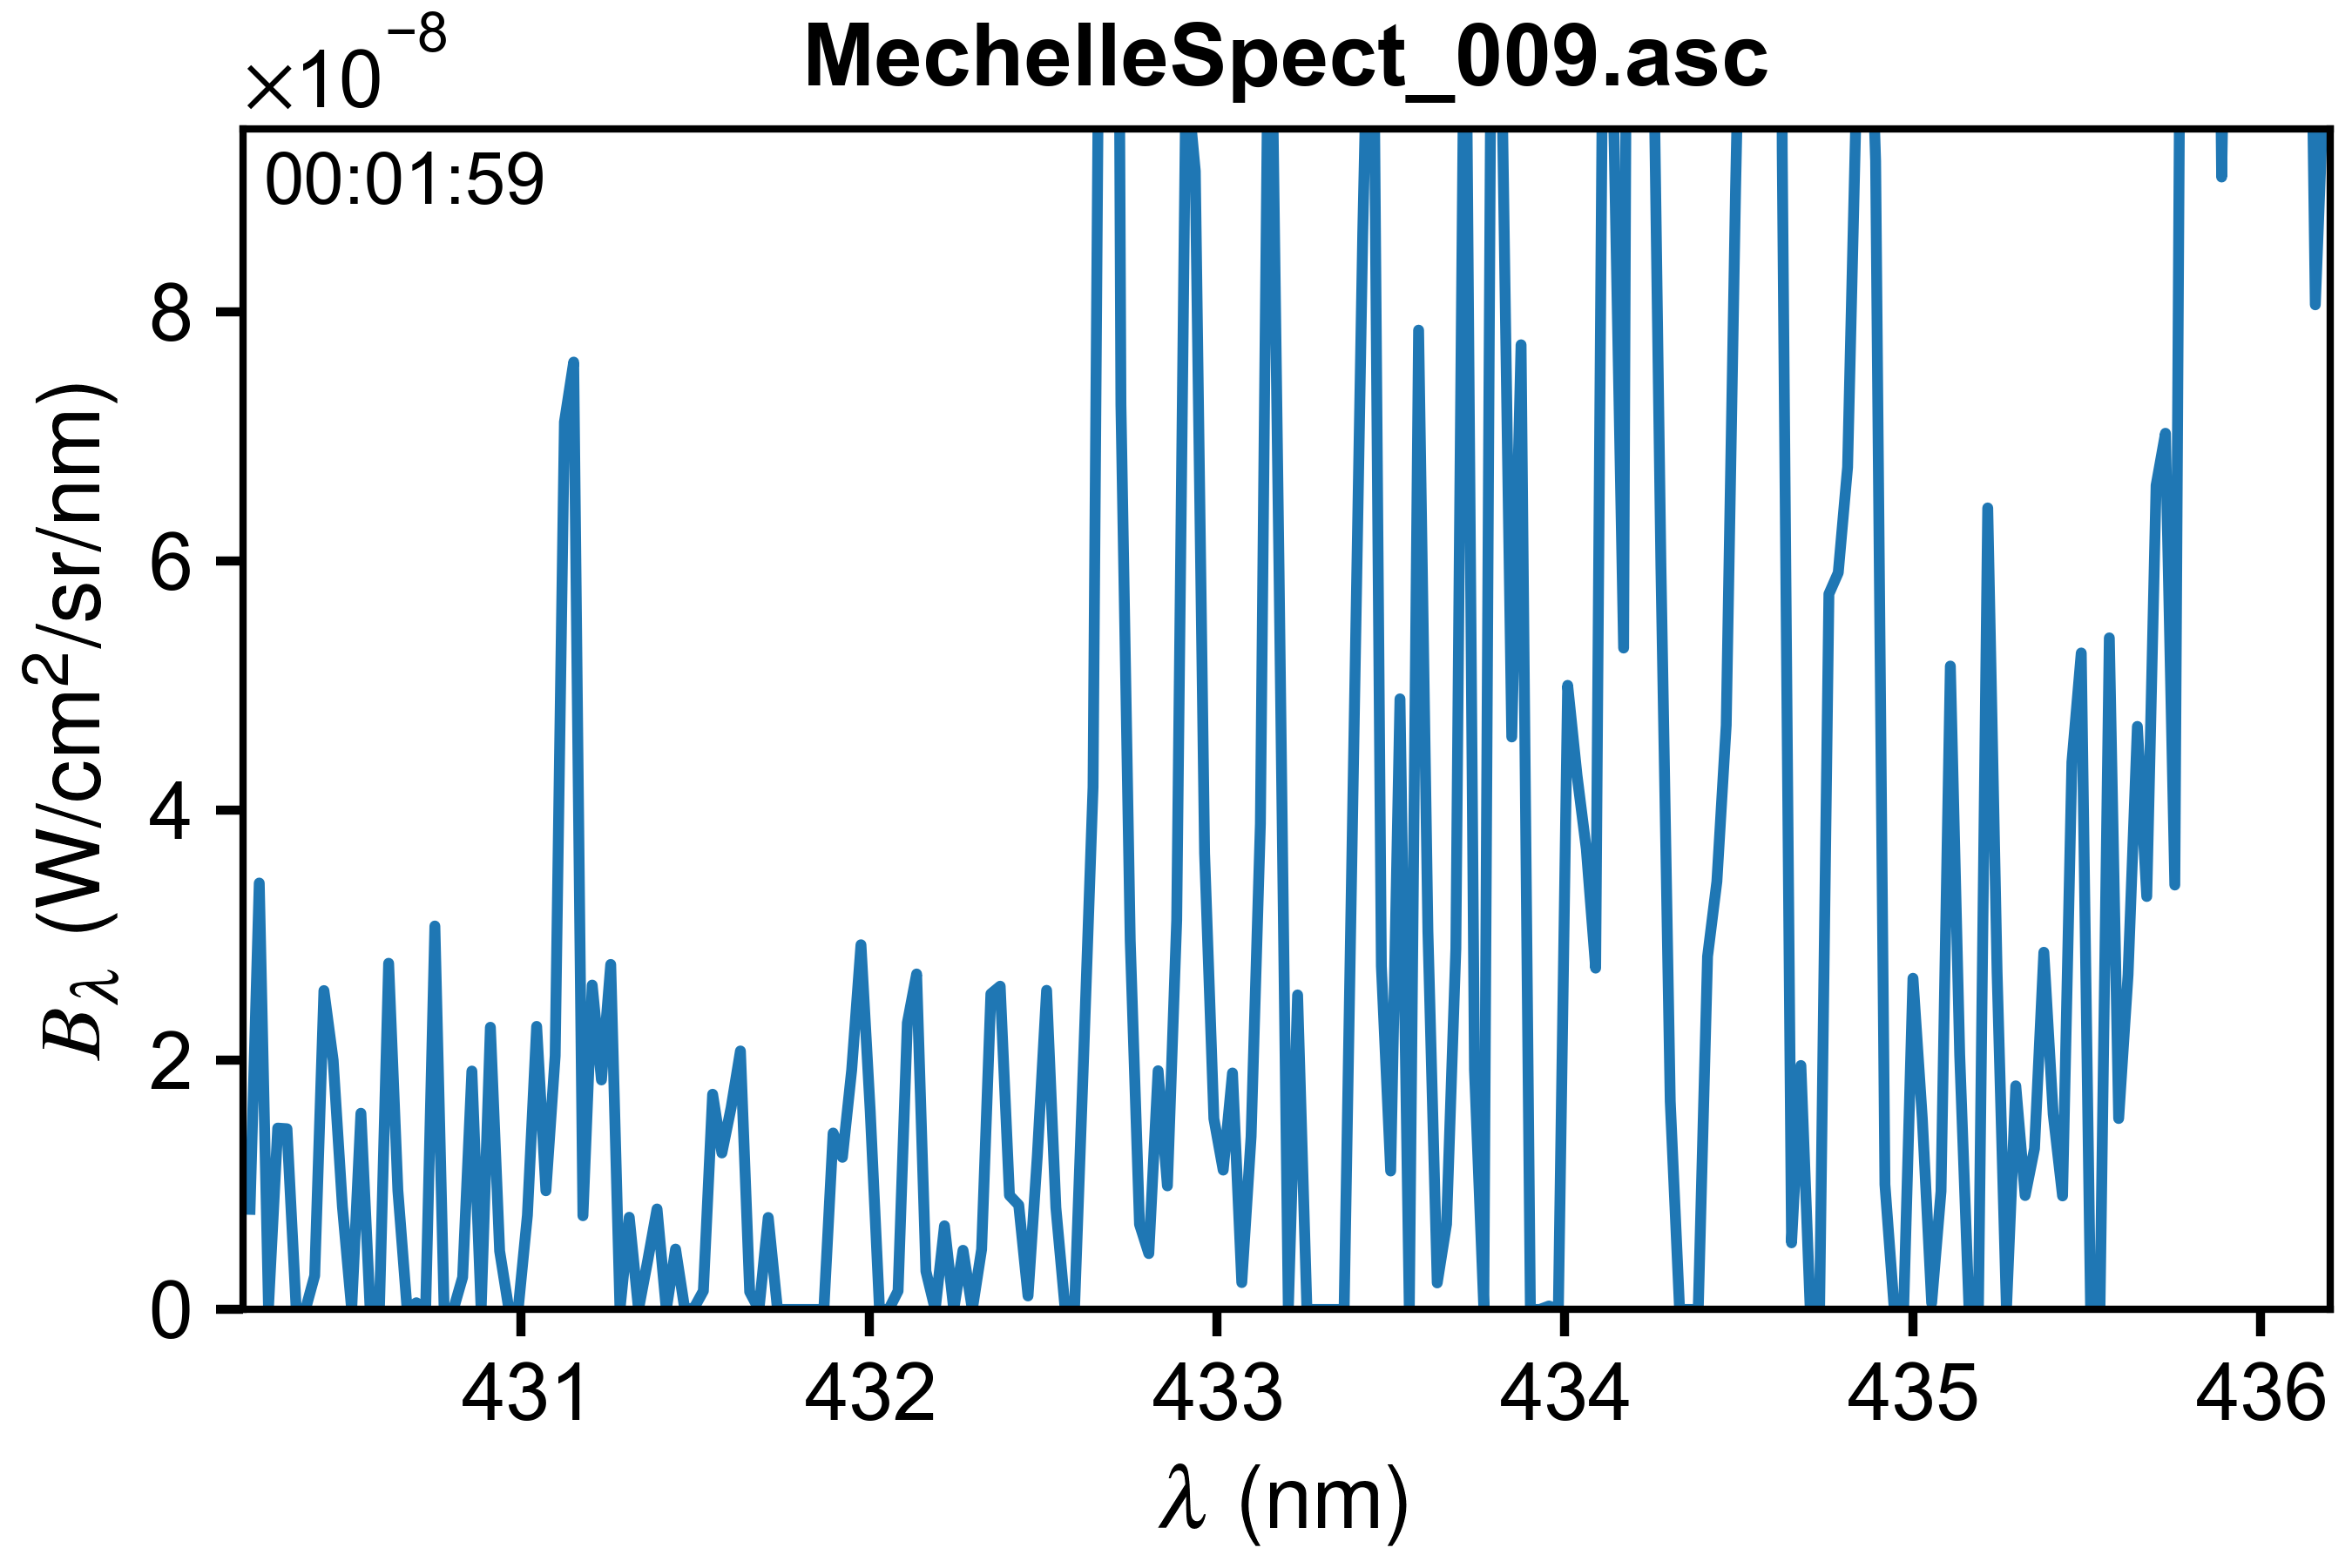 MechelleSpect_009.asc
×10⁻⁸
00:01:59
8
6
4
2
0
B_λ (W/cm²/sr/nm)
431 432 433 434 435 436
λ (nm)